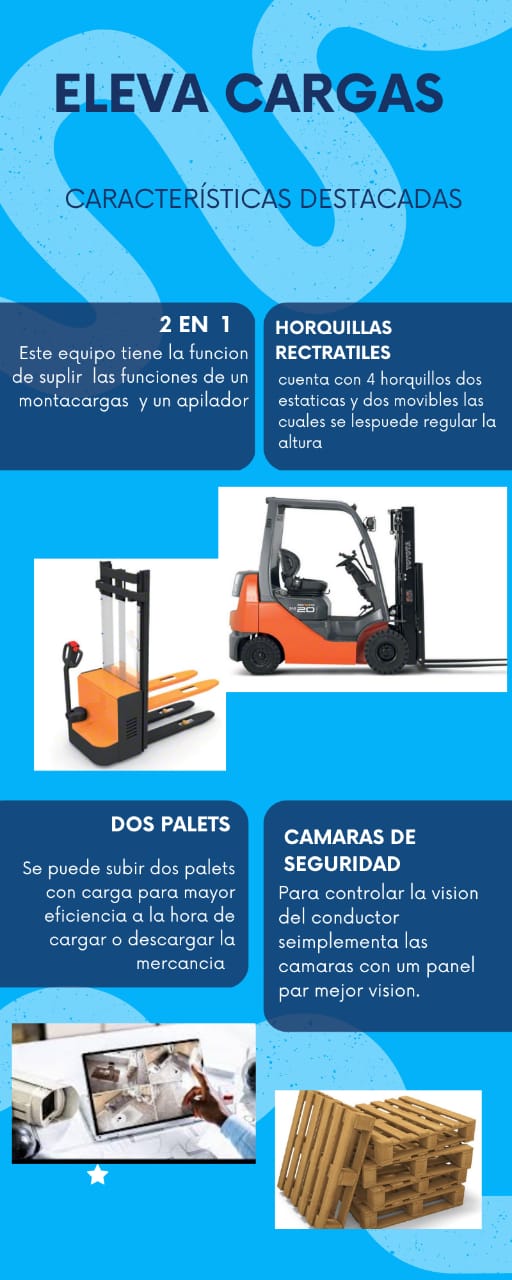 ELEVA CARGAS
CARACTERÍSTICAS DESTACADAS
2 EN 1
Este equipo tiene la funcion
de suplir las funciones de un
montacargas y un apilador
HORQUILLAS
RECTRATILES
cuenta con 4 horquillos dos
estaticas y dos movibles las
cuales se lespuede regular la
altura
TOYOTA
20
DOS PALETS
Se puede subir dos palets
con carga para mayor
eficiencia a la hora de
cargar o descargar la
mercancia
CAMARAS DE
SEGURIDAD
Para controlar la vision
del conductor
seimplementa las
camaras con um panel
par mejor vision.